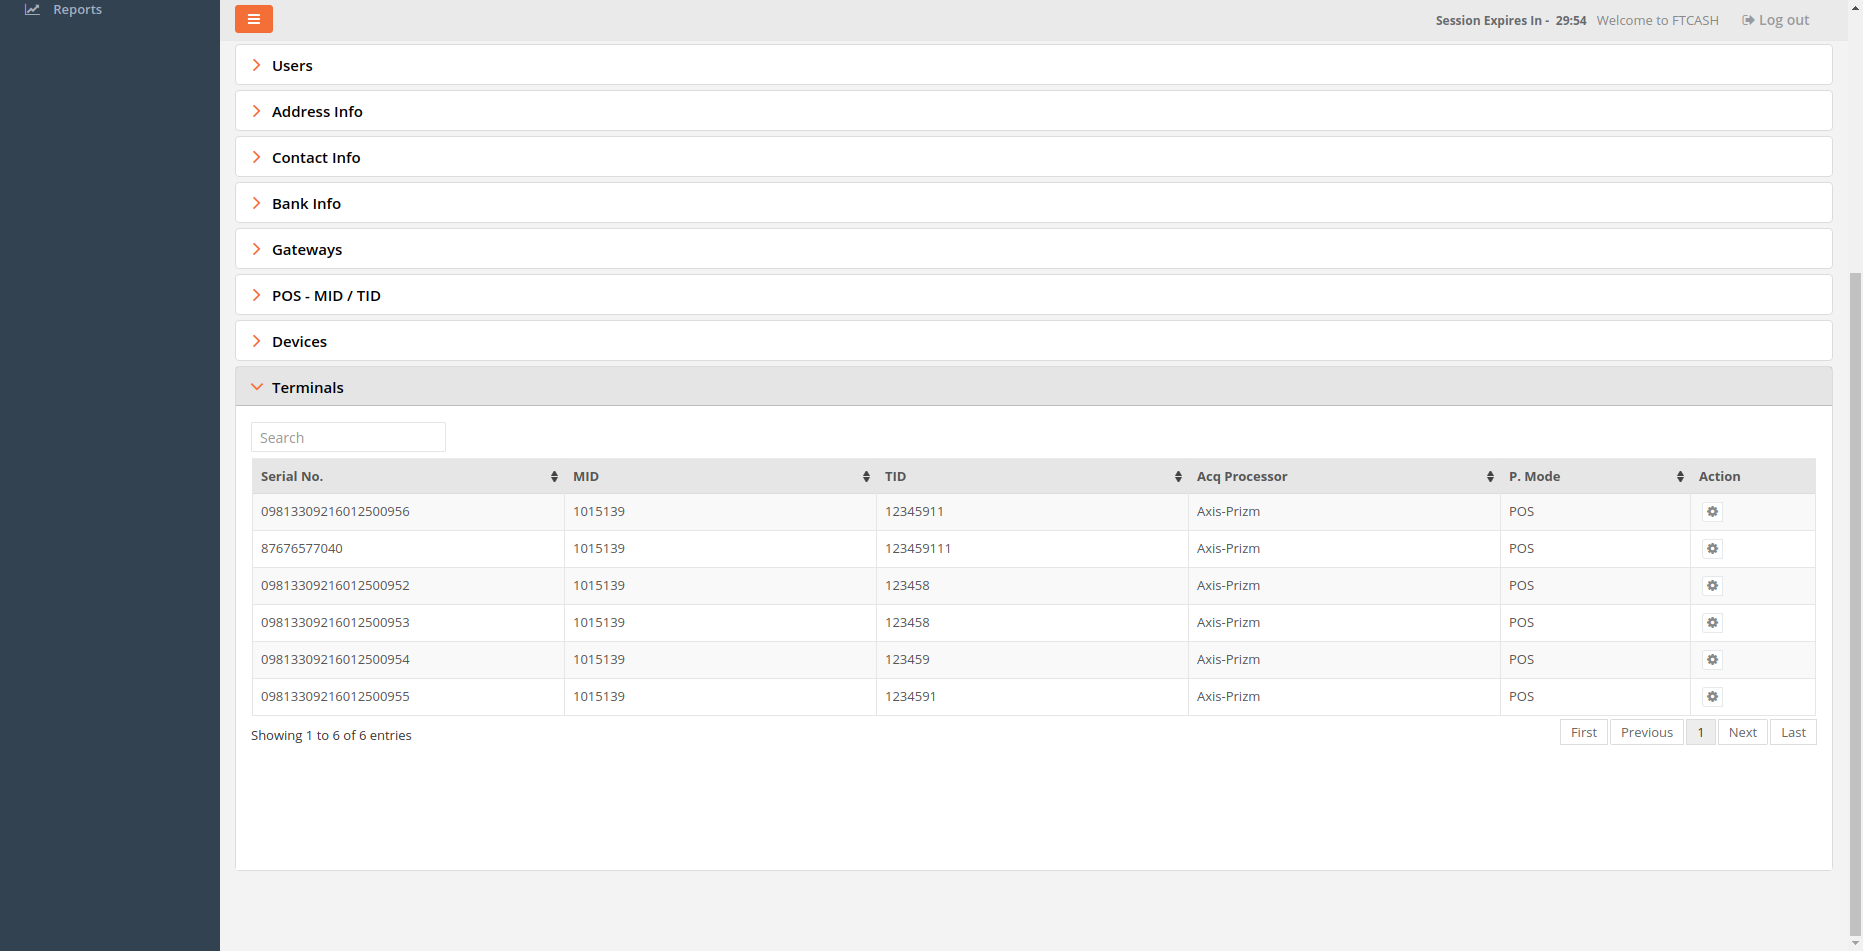 Reports
Session Expires In - 29:54 Welcome to FTCASH Log out
Users
Address Info
Contact Info
Bank Info
Gateways
POS - MID / TID
Devices
Terminals
Search
Serial No. MID TID Acq Processor P. Mode Action
09813309216012500956 1015139 12345911 Axis-Prizm POS
87676577040 1015139 123459111 Axis-Prizm POS
09813309216012500952 1015139 123458 Axis-Prizm POS
09813309216012500953 1015139 123458 Axis-Prizm POS
09813309216012500954 1015139 123459 Axis-Prizm POS
09813309216012500955 1015139 1234591 Axis-Prizm POS
Showing 1 to 6 of 6 entries First Previous 1 Next Last